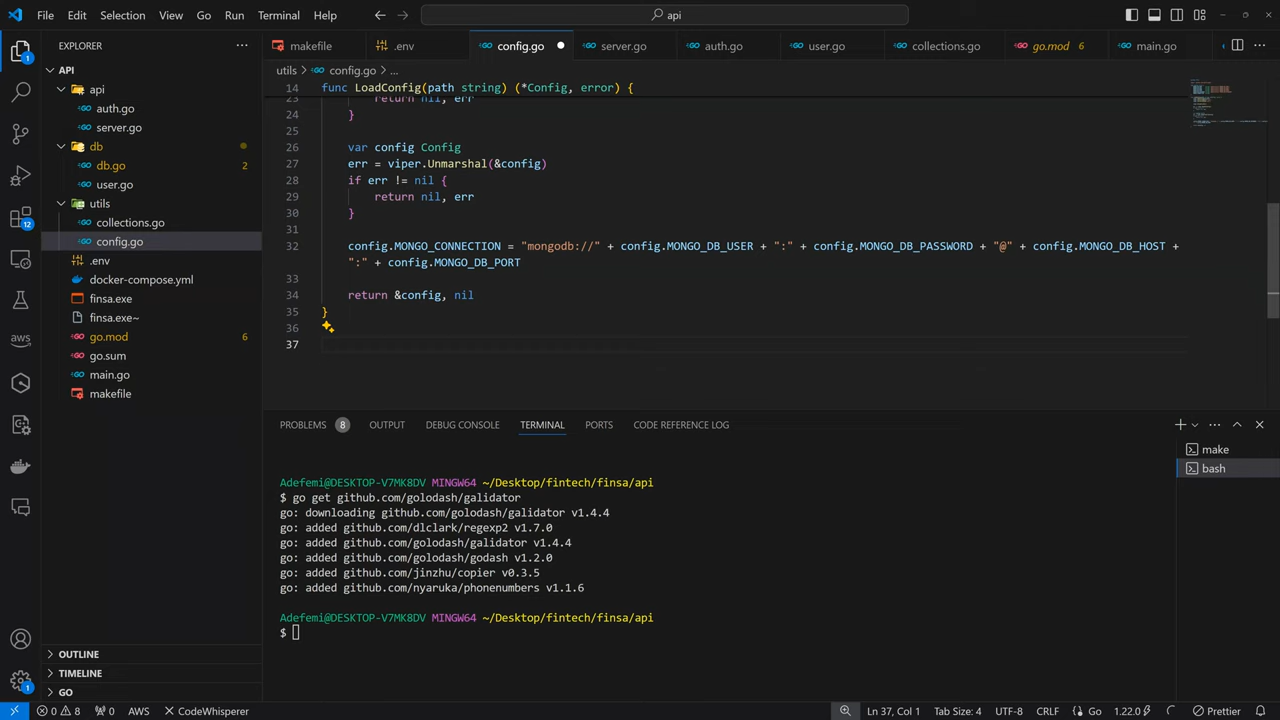 File Edit Selection View Go Run Terminal Help
api
EXPLORER
makefile
.env
config.go
server.go
auth.go
user.go
collections.go
go.mod 6
main.go
API
api
auth.go
server.go
db
db.go 2
user.go
utils
collections.go
config.go
.env
docker-compose.yml
finsa.exe
finsa.exe~
go.mod 6
go.sum
main.go
makefile
OUTLINE
TIMELINE
GO
aws
12
1
1
utils > config.go > ...
14 func LoadConfig(path string) (*Config, error) {
23 return nil, err
24 }
25
26 var config Config
27 err = viper.Unmarshal(&config)
28 if err != nil {
29 return nil, err
30 }
31
32 config.MONGO_CONNECTION = "mongodb://" + config.MONGO_DB_USER + ":" + config.MONGO_DB_PASSWORD + "@" + config.MONGO_DB_HOST +
":" + config.MONGO_DB_PORT
33
34 return &config, nil
35 }
36
37
PROBLEMS 8 OUTPUT DEBUG CONSOLE TERMINAL PORTS CODE REFERENCE LOG
make
bash
Adefemi@DESKTOP-V7MK8DV MINGW64 ~/Desktop/fintech/finsa/api
$ go get github.com/golodash/galidator
go: downloading github.com/golodash/galidator v1.4.4
go: added github.com/dlclark/regexp2 v1.7.0
go: added github.com/golodash/galidator v1.4.4
go: added github.com/golodash/godash v1.2.0
go: added github.com/jinzhu/copier v0.3.5
go: added github.com/nyaruka/phonenumbers v1.1.6
Adefemi@DESKTOP-V7MK8DV MINGW64 ~/Desktop/fintech/finsa/api
$
0 8 0 AWS CodeWhisperer Ln 37, Col 1 Tab Size: 4 UTF-8 CRLF Go 1.22.0 Prettier